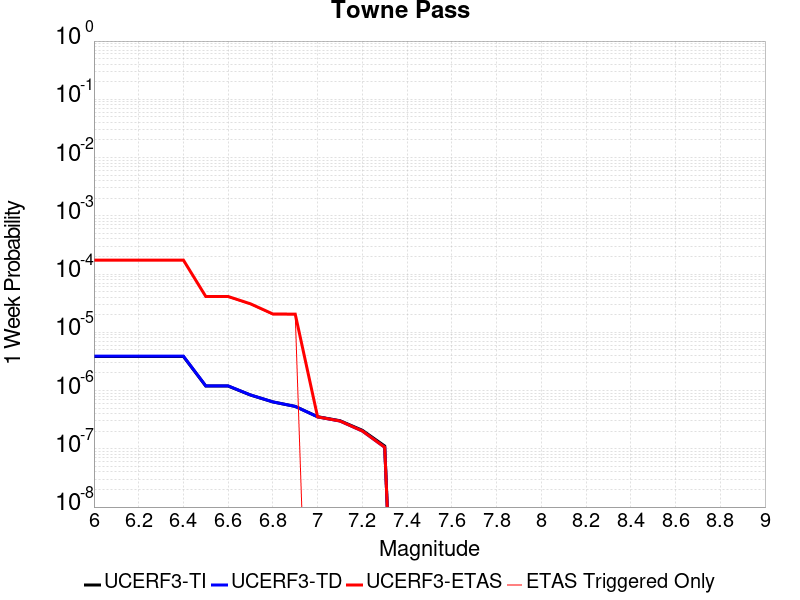 Towne Pass
10^0
10^-1
10^-2
10^-3
10^-4
10^-5
10^-6
10^-7
10^-8
1 Week Probability
6 6.2 6.4 6.6 6.8 7 7.2 7.4 7.6 7.8 8 8.2 8.4 8.6 8.8 9
Magnitude
UCERF3-TI UCERF3-TD UCERF3-ETAS ETAS Triggered Only